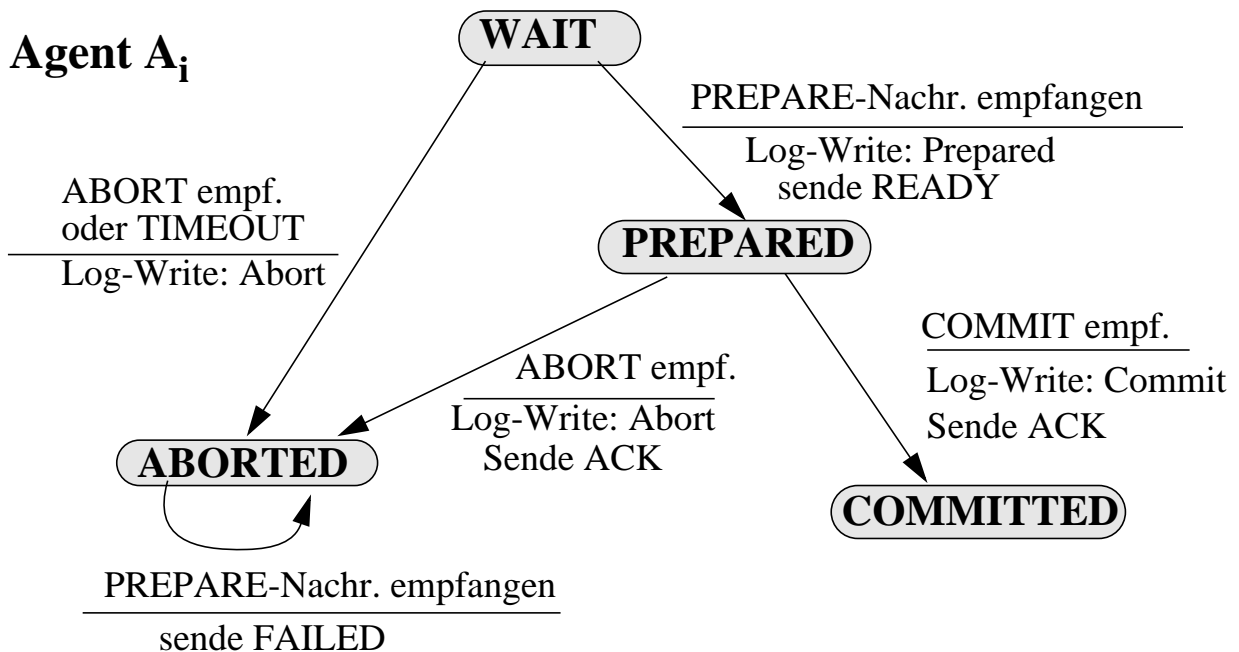 Agent Ai
WAIT
PREPARE-Nachr. empfangen
Log-Write: Prepared
sende READY
ABORT empf.
oder TIMEOUT
Log-Write: Abort
PREPARED
COMMIT empf.
Log-Write: Commit
Sende ACK
ABORT empf.
Log-Write: Abort
Sende ACK
ABORTED
COMMITTED
PREPARE-Nachr. empfangen
sende FAILED